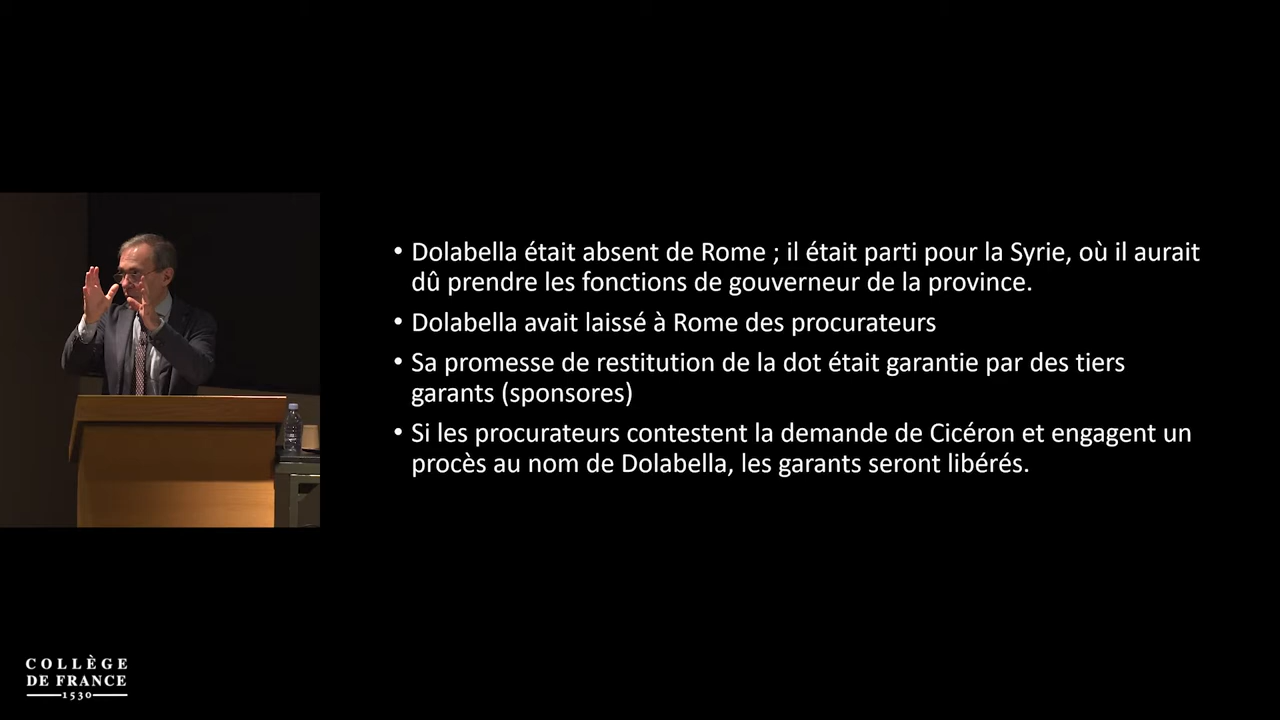 • Dolabella était absent de Rome ; il était parti pour la Syrie, où il aurait
dû prendre les fonctions de gouverneur de la province.
• Dolabella avait laissé à Rome des procurateurs
• Sa promesse de restitution de la dot était garantie par des tiers
garants (sponsores)
• Si les procurateurs contestent la demande de Cicéron et engagent un
procès au nom de Dolabella, les garants seront libérés.
COLLÈGE
DE FRANCE
1530